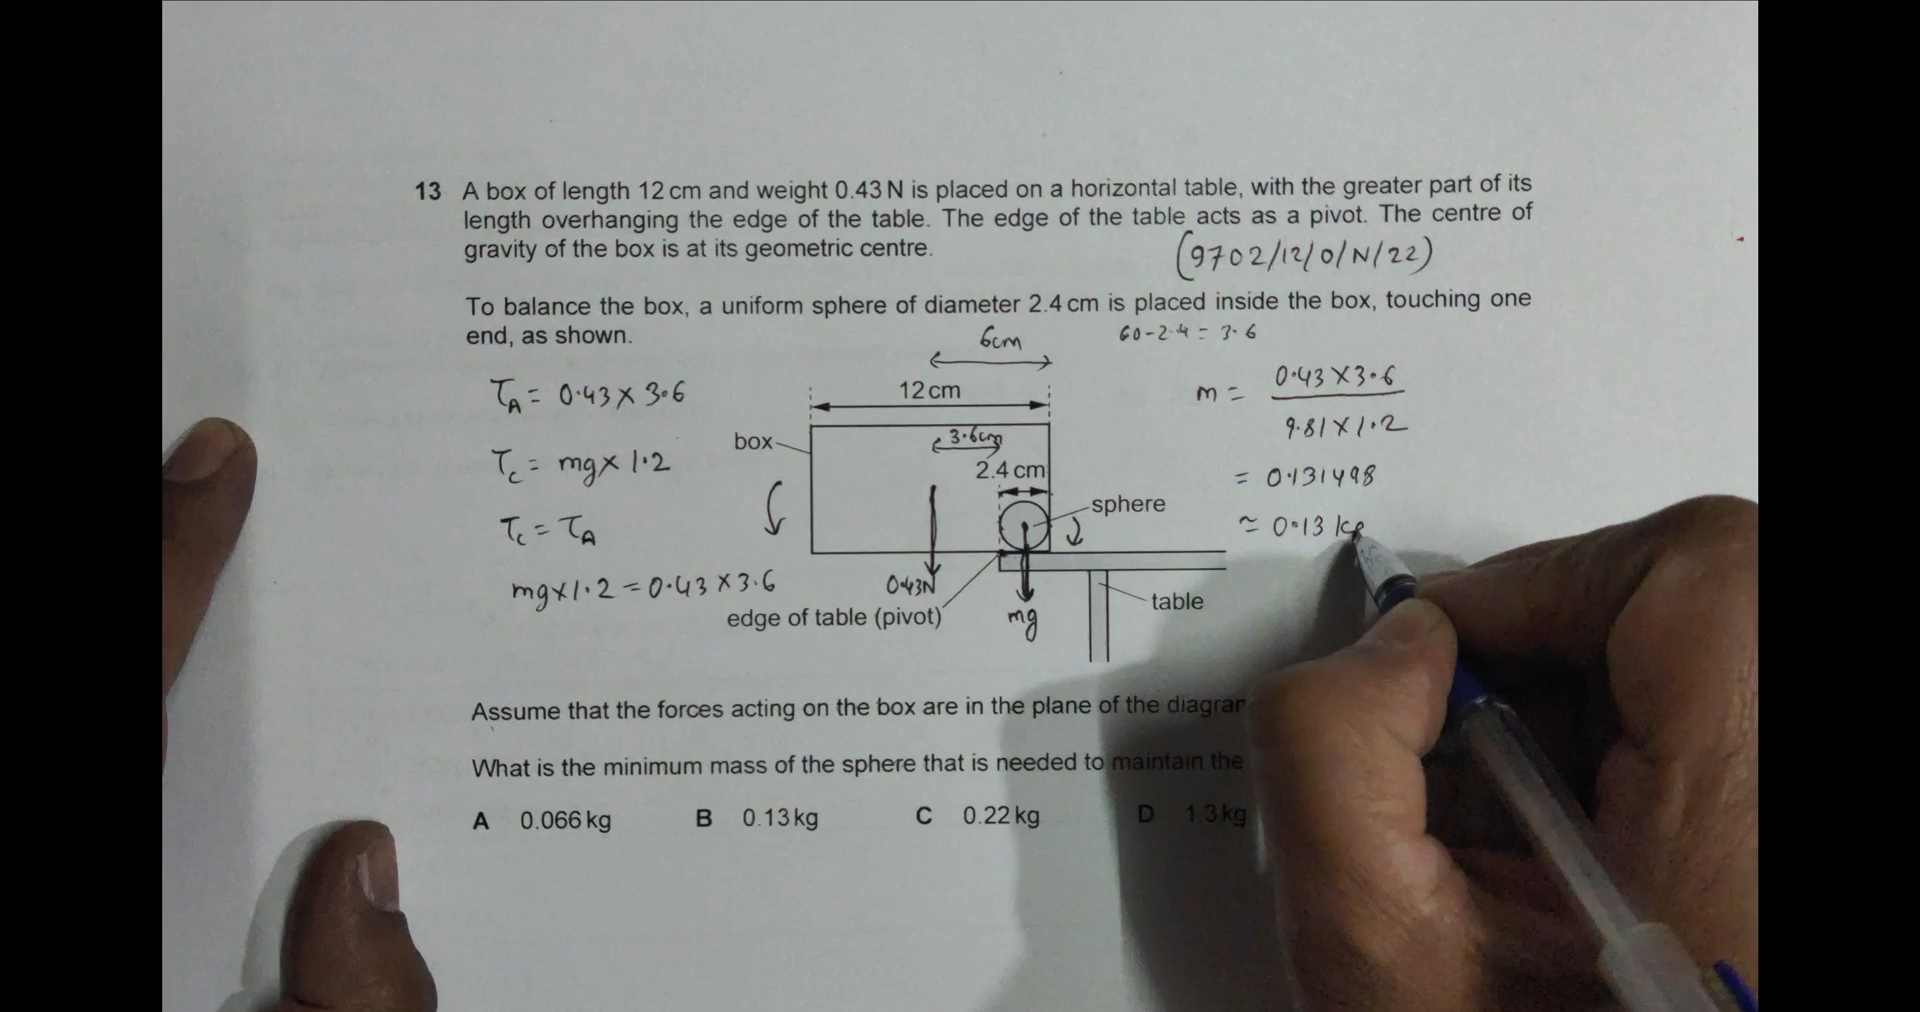 13 A box of length 12 cm and weight 0.43 N is placed on a horizontal table, with the greater part of its
length overhanging the edge of the table. The edge of the table acts as a pivot. The centre of
gravity of the box is at its geometric centre.
(9702/12/O/N/22)
To balance the box, a uniform sphere of diameter 2.4 cm is placed inside the box, touching one
end, as shown.
6cm
60-2.4 = 3.6
τA = 0.43 × 3.6
12 cm
m = 0.43 × 3.6
9.81 × 1.2
box
3.6cm
τc = mg × 1.2
2.4 cm
= 0.131498
sphere
τc = τA
≃ 0.13 kg
mg×1.2 = 0.43 × 3.6
0.43N
edge of table (pivot)
mg
table
Assume that the forces acting on the box are in the plane of the
What is the minimum mass of the sphere that is needed to maintain the
A 0.066 kg B 0.13 kg C 0.22 kg D 1.3 kg